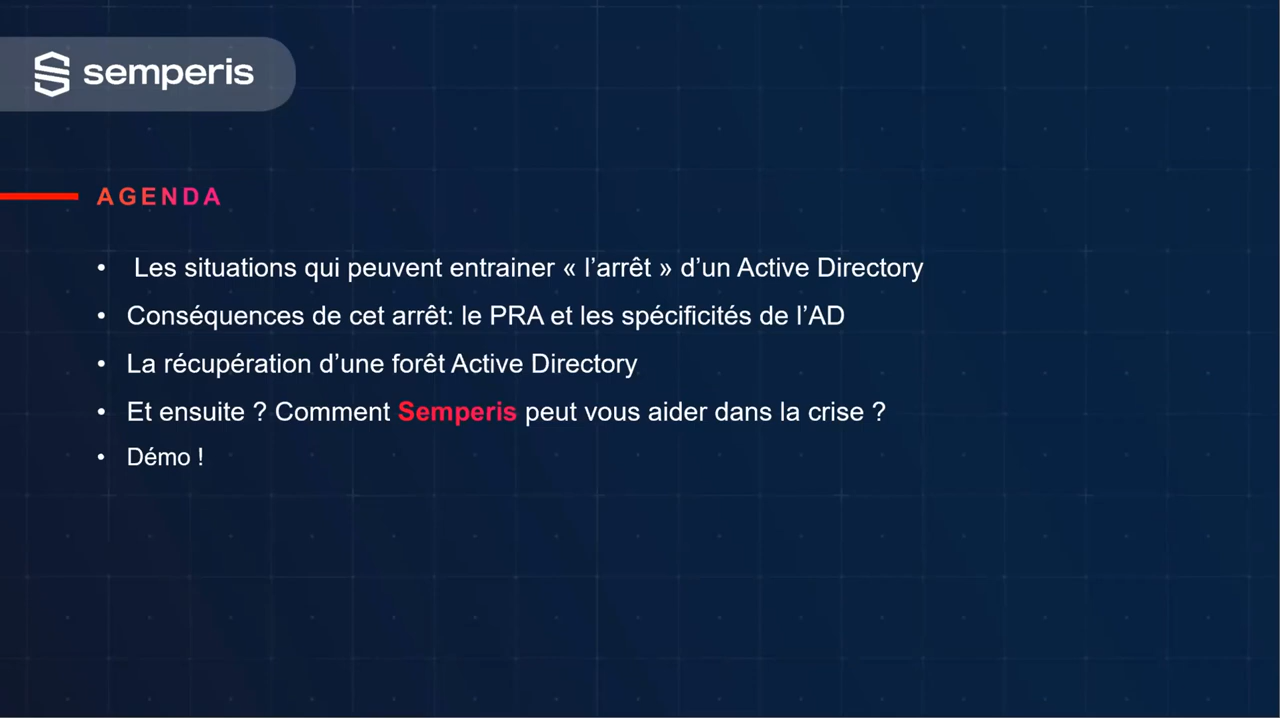 semperis
AGENDA
• Les situations qui peuvent entrainer « l’arrêt » d’un Active Directory
• Conséquences de cet arrêt: le PRA et les spécificités de l’AD
• La récupération d’une forêt Active Directory
• Et ensuite ? Comment Semperis peut vous aider dans la crise ?
• Démo !